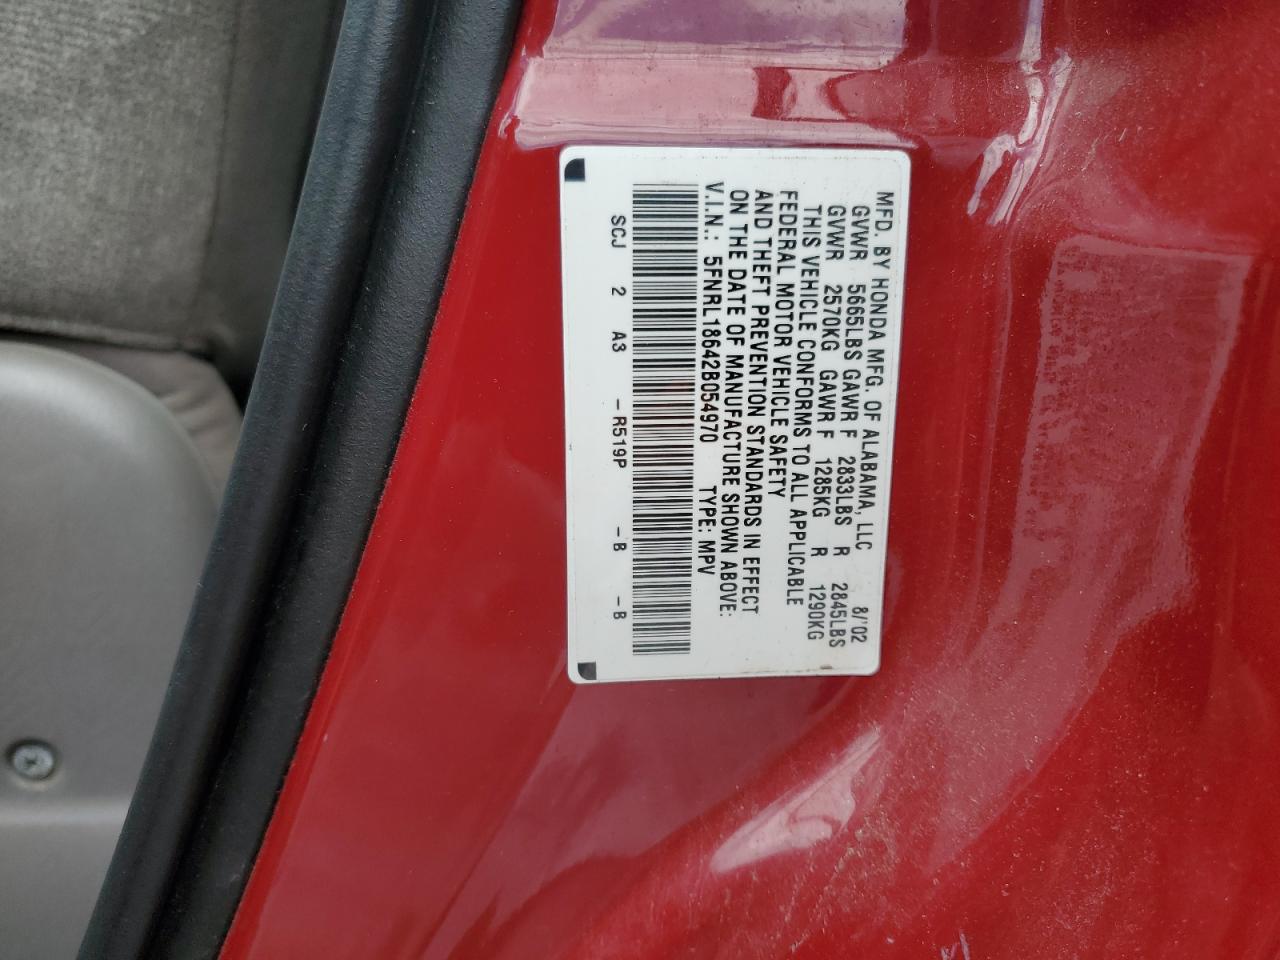 MFD. BY HONDA MFG. OF ALABAMA, LLC 8/'02
GVWR 5665LBS GAWR F 2833LBS R 2845LBS
GVWR 2570KG GAWR F 1285KG R 1290KG
THIS VEHICLE CONFORMS TO ALL APPLICABLE
FEDERAL MOTOR VEHICLE SAFETY
AND THEFT PREVENTION STANDARDS IN EFFECT
ON THE DATE OF MANUFACTURE SHOWN ABOVE:
V.I.N.: 5FNRL18642B054970 TYPE: MPV
SCJ 2 A3 -R519P -B -B